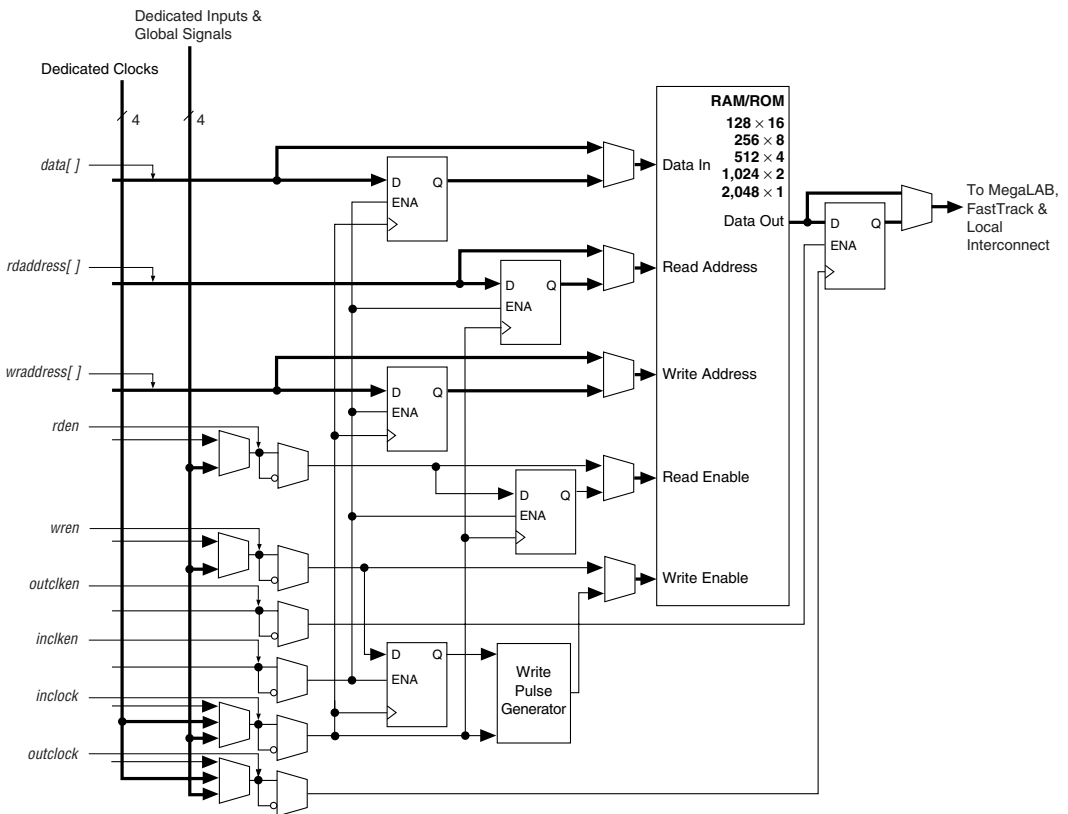 Dedicated Inputs &
Global Signals
Dedicated Clocks
4
4
RAM/ROM
128 × 16
256 × 8
512 × 4
1,024 × 2
2,048 × 1
data[ ]
D
Q
ENA
Data In
Data Out
D
Q
ENA
To MegaLAB,
FastTrack &
Local
Interconnect
rdaddress[ ]
D
Q
ENA
Read Address
wraddress[ ]
D
Q
ENA
Write Address
rden
D
Q
ENA
Read Enable
wren
Write Enable
outclken
inclken
D
Q
ENA
Write
Pulse
Generator
inclock
outclock